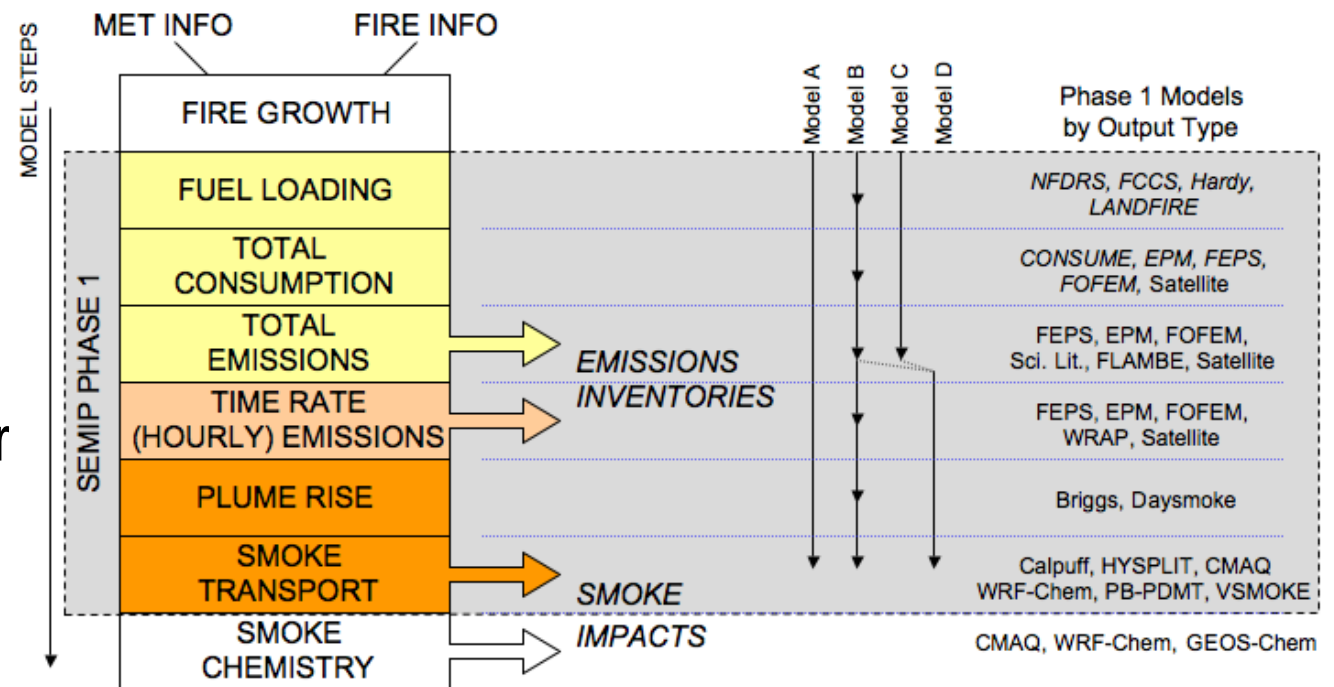 MET INFO
FIRE INFO
MODEL STEPS
FIRE GROWTH
Model A
Model B
Model C
Model D
Phase 1 Models
by Output Type
SEMIP PHASE 1
FUEL LOADING
NFDRS, FCCS, Hardy,
LANDFIRE
TOTAL
CONSUMPTION
CONSUME, EPM, FEPS,
FOFEM, Satellite
TOTAL
EMISSIONS
EMISSIONS
INVENTORIES
FEPS, EPM, FOFEM,
Sci. Lit., FLAMBE, Satellite
r
TIME RATE
(HOURLY) EMISSIONS
FEPS, EPM, FOFEM,
WRAP, Satellite
PLUME RISE
Briggs, Daysmoke
SMOKE
TRANSPORT
SMOKE
IMPACTS
Calpuff, HYSPLIT, CMAQ
WRF-Chem, PB-PDMT, VSMOKE
SMOKE
CHEMISTRY
CMAQ, WRF-Chem, GEOS-Chem